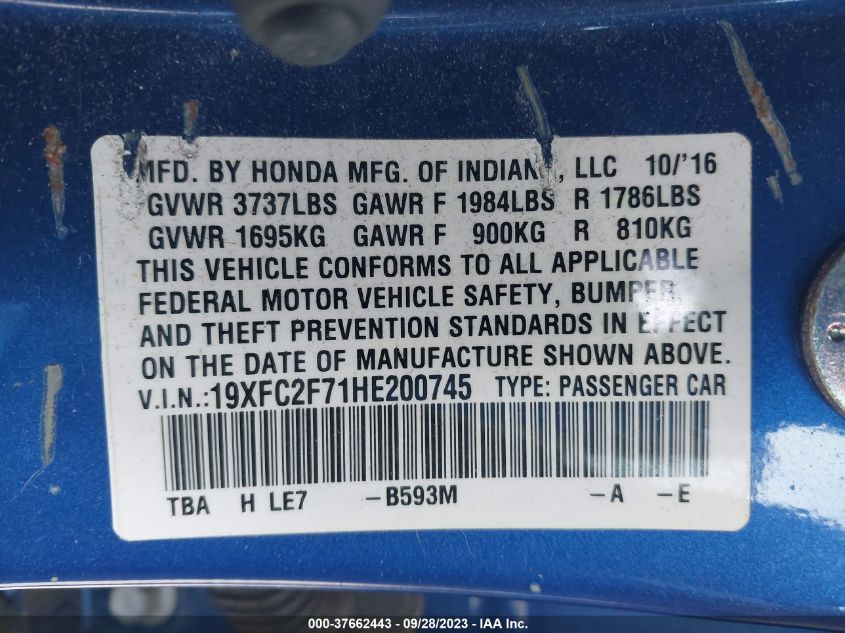 MFD. BY HONDA MFG. OF INDIANA, LLC 10/'16
GVWR 3737LBS GAWR F 1984LBS R 1786LBS
GVWR 1695KG GAWR F 900KG R 810KG
THIS VEHICLE CONFORMS TO ALL APPLICABLE
FEDERAL MOTOR VEHICLE SAFETY, BUMPER,
AND THEFT PREVENTION STANDARDS IN EFFECT
ON THE DATE OF MANUFACTURE SHOWN ABOVE.
V.I.N.:19XFC2F71HE200745 TYPE: PASSENGER CAR
TBA H LE7 -B593M -A -E
000-37662443 - 09/28/2023 - IAA Inc.